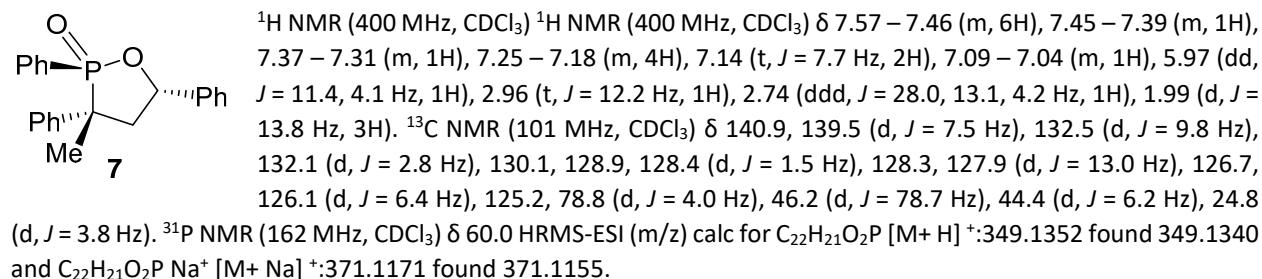 O
Ph
P
O
Ph
Ph
Me
7
¹H NMR (400 MHz, CDCl₃) ¹H NMR (400 MHz, CDCl₃) δ 7.57 – 7.46 (m, 6H), 7.45 – 7.39 (m, 1H),
7.37 – 7.31 (m, 1H), 7.25 – 7.18 (m, 4H), 7.14 (t, J = 7.7 Hz, 2H), 7.09 – 7.04 (m, 1H), 5.97 (dd,
J = 11.4, 4.1 Hz, 1H), 2.96 (t, J = 12.2 Hz, 1H), 2.74 (ddd, J = 28.0, 13.1, 4.2 Hz, 1H), 1.99 (d, J =
13.8 Hz, 3H). ¹³C NMR (101 MHz, CDCl₃) δ 140.9, 139.5 (d, J = 7.5 Hz), 132.5 (d, J = 9.8 Hz),
132.1 (d, J = 2.8 Hz), 130.1, 128.9, 128.4 (d, J = 1.5 Hz), 128.3, 127.9 (d, J = 13.0 Hz), 126.7,
126.1 (d, J = 6.4 Hz), 125.2, 78.8 (d, J = 4.0 Hz), 46.2 (d, J = 78.7 Hz), 44.4 (d, J = 6.2 Hz), 24.8
(d, J = 3.8 Hz). ³¹P NMR (162 MHz, CDCl₃) δ 60.0 HRMS-ESI (m/z) calc for C₂₂H₂₁O₂P [M+ H] ⁺:349.1352 found 349.1340
and C₂₂H₂₁O₂P Na⁺ [M+ Na] ⁺:371.1171 found 371.1155.